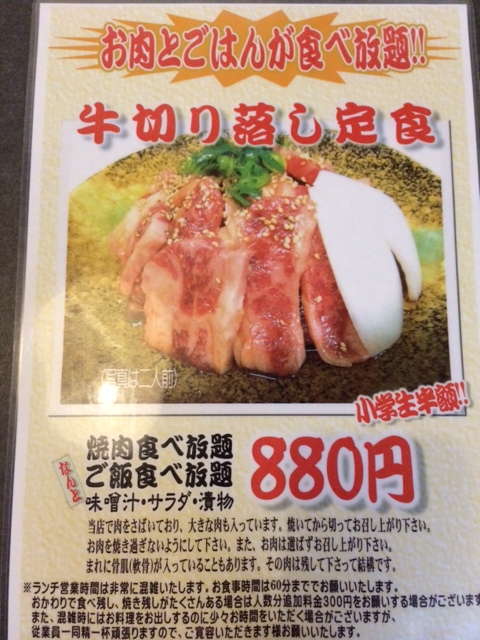 お肉とごはんが食べ放題!!
牛切り落し定食
(写真は二人前)
小学生半額!!
なんと
焼肉食べ放題
ご飯食べ放題
味噌汁・サラダ・漬物
880円
当店で肉をさばいており、大きな肉も入っています。焼いてから切ってお召し上がり下さい。
お肉を焼き過ぎないようにして下さい。また、お肉は選ばずお召し上がり下さい。
まれに骨肌(軟骨)が入っていることもあります。その肉は残して下さって結構です。
※ランチ営業時間は非常に混雑いたします。お食事時間は60分まででお願いいたします。
おかわりで食べ残し、焼き残しがたくさんある場合は人数分追加料金300円をお願いする場合がございます。
また、混雑時にはお料理をお出しするのに少々お時間をいただく場合がございますが、
従業員一同精一杯頑張りますので、ご寛容いただきます様お願いいたします。